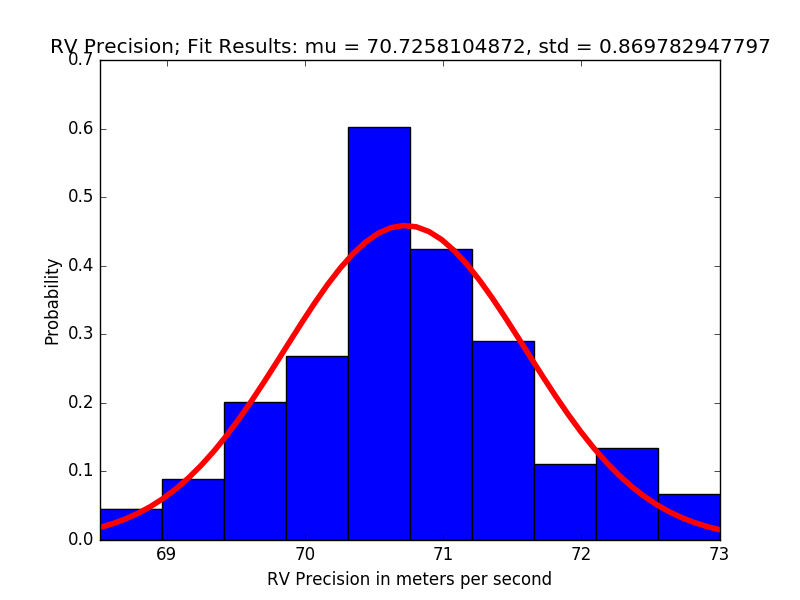 RV Precision; Fit Results: mu = 70.7258104872, std = 0.869782947797
0.7
0.6
0.5
0.4
0.3
0.2
0.1
0.0
Probability
69 70 71 72 73
RV Precision in meters per second